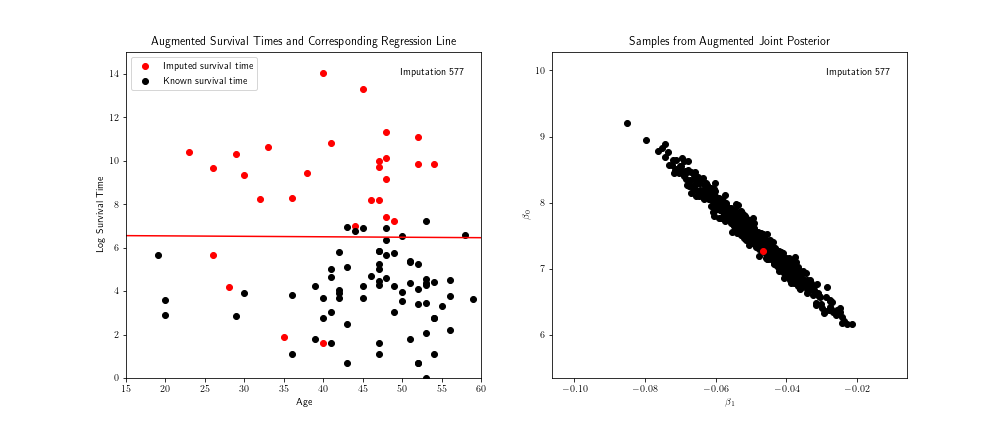 Augmented Survival Times and Corresponding Regression Line
Imputed survival time
Known survival time
Imputation 577
Log Survival Time
14
12
10
8
6
4
2
0
15
20
25
30
35
40
45
50
55
60
Age
Samples from Augmented Joint Posterior
Imputation 577
β₀
10
9
8
7
6
−0.10
−0.08
−0.06
−0.04
−0.02
β₁